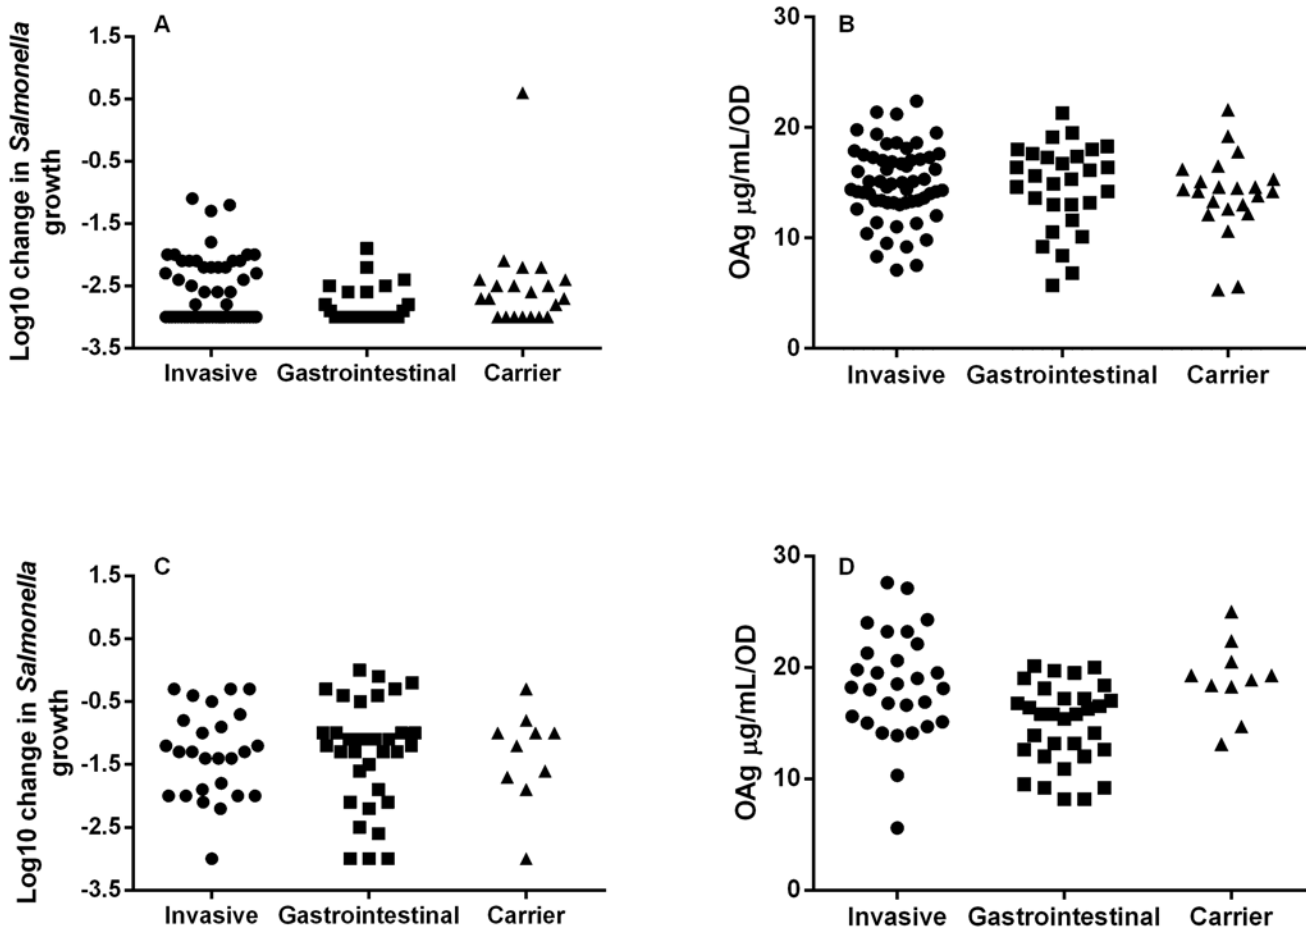 A
Log10 change in Salmonella
growth
1.5
0.5
-0.5
-1.5
-2.5
-3.5
Invasive Gastrointestinal Carrier
B
OAg µg/mL/OD
30
20
10
0
Invasive Gastrointestinal Carrier
C
Log10 change in Salmonella
growth
1.5
0.5
-0.5
-1.5
-2.5
-3.5
Invasive Gastrointestinal Carrier
D
OAg µg/mL/OD
30
20
10
0
Invasive Gastrointestinal Carrier